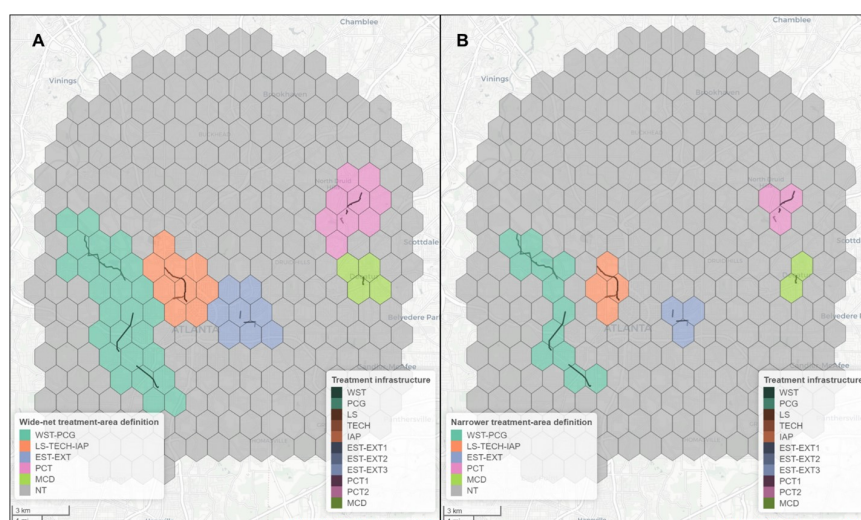 A
Chamblee
Vinings
Brookhaven
Scottdale
ATLANTA
Belvedere Par
Wide-net treatment-area definition
WST-PCG
LS-TECH-IAP
EST-EXT
PCT
MCD
NT
Treatment infrastructure
WST
PCG
LS
TECH
IAP
EST-EXT1
EST-EXT2
EST-EXT3
PCT1
PCT2
MCD
3 km
B
Chamblee
Vinings
Brookhaven
Scottdale
ATLANTA
Belvedere P
Narrower treatment-area definition
WST-PCG
LS-TECH-IAP
EST-EXT
PCT
MCD
NT
Treatment infrastructure
WST
PCG
LS
TECH
IAP
EST-EXT1
EST-EXT2
EST-EXT3
PCT1
PCT2
MCD
3 km